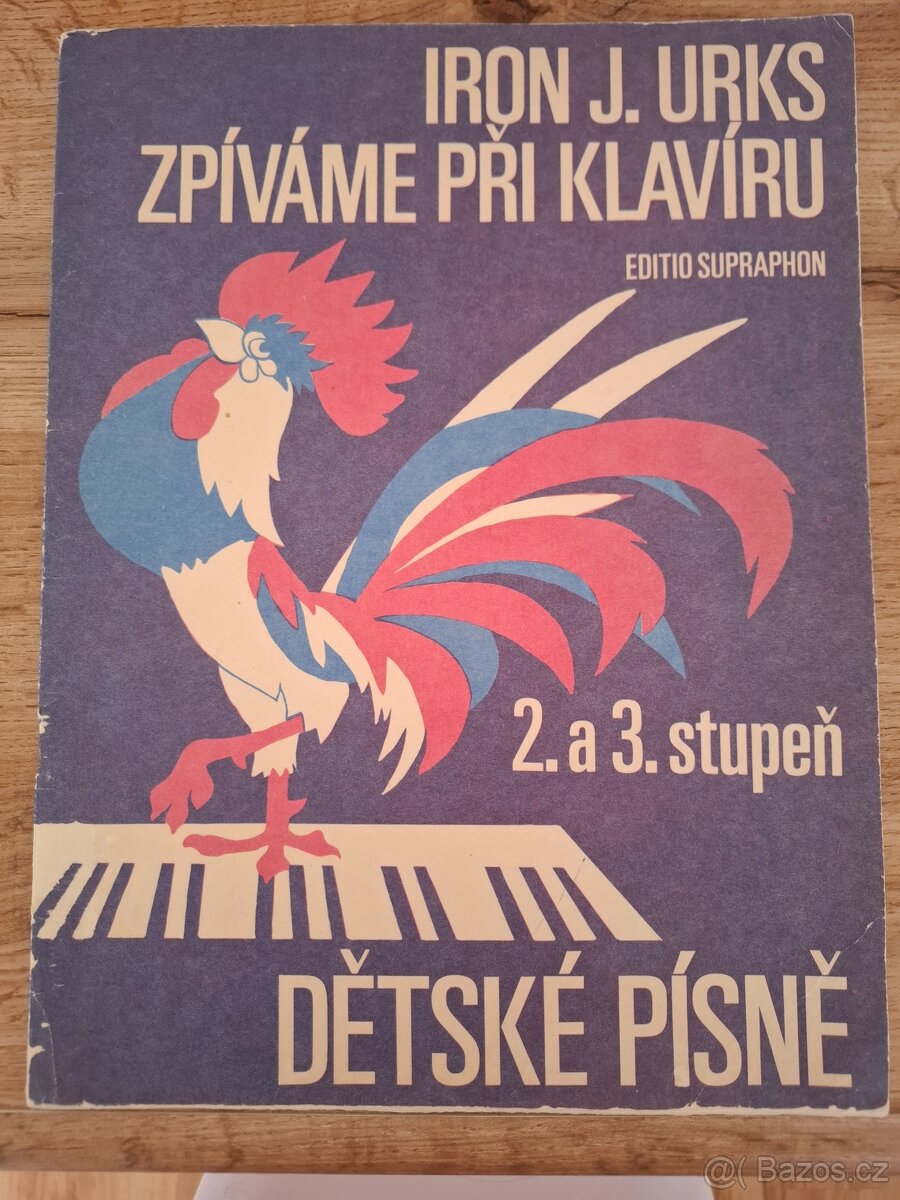 IRON J. URKS
ZPÍVÁME PŘI KLAVÍRU
EDITIO SUPRAPHON
2. a 3. stupeň
DĚTSKÉ PÍSNĚ
@ Bazos.cz